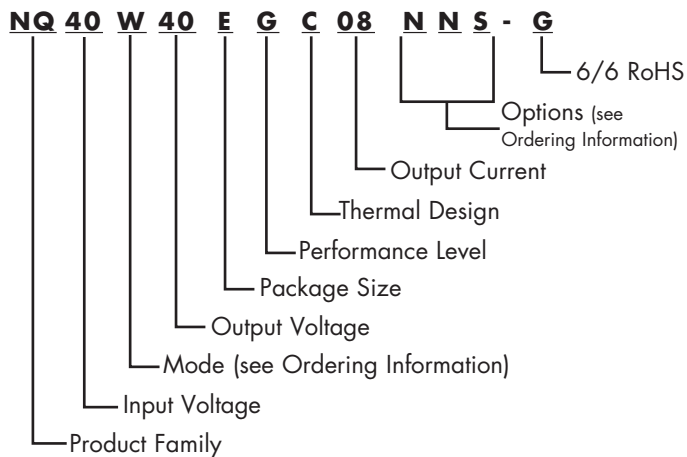 NQ 40 W 40 E G C 08 N N S - G
6/6 RoHS
Options (see
Ordering Information)
Output Current
Thermal Design
Performance Level
Package Size
Output Voltage
Mode (see Ordering Information)
Input Voltage
Product Family